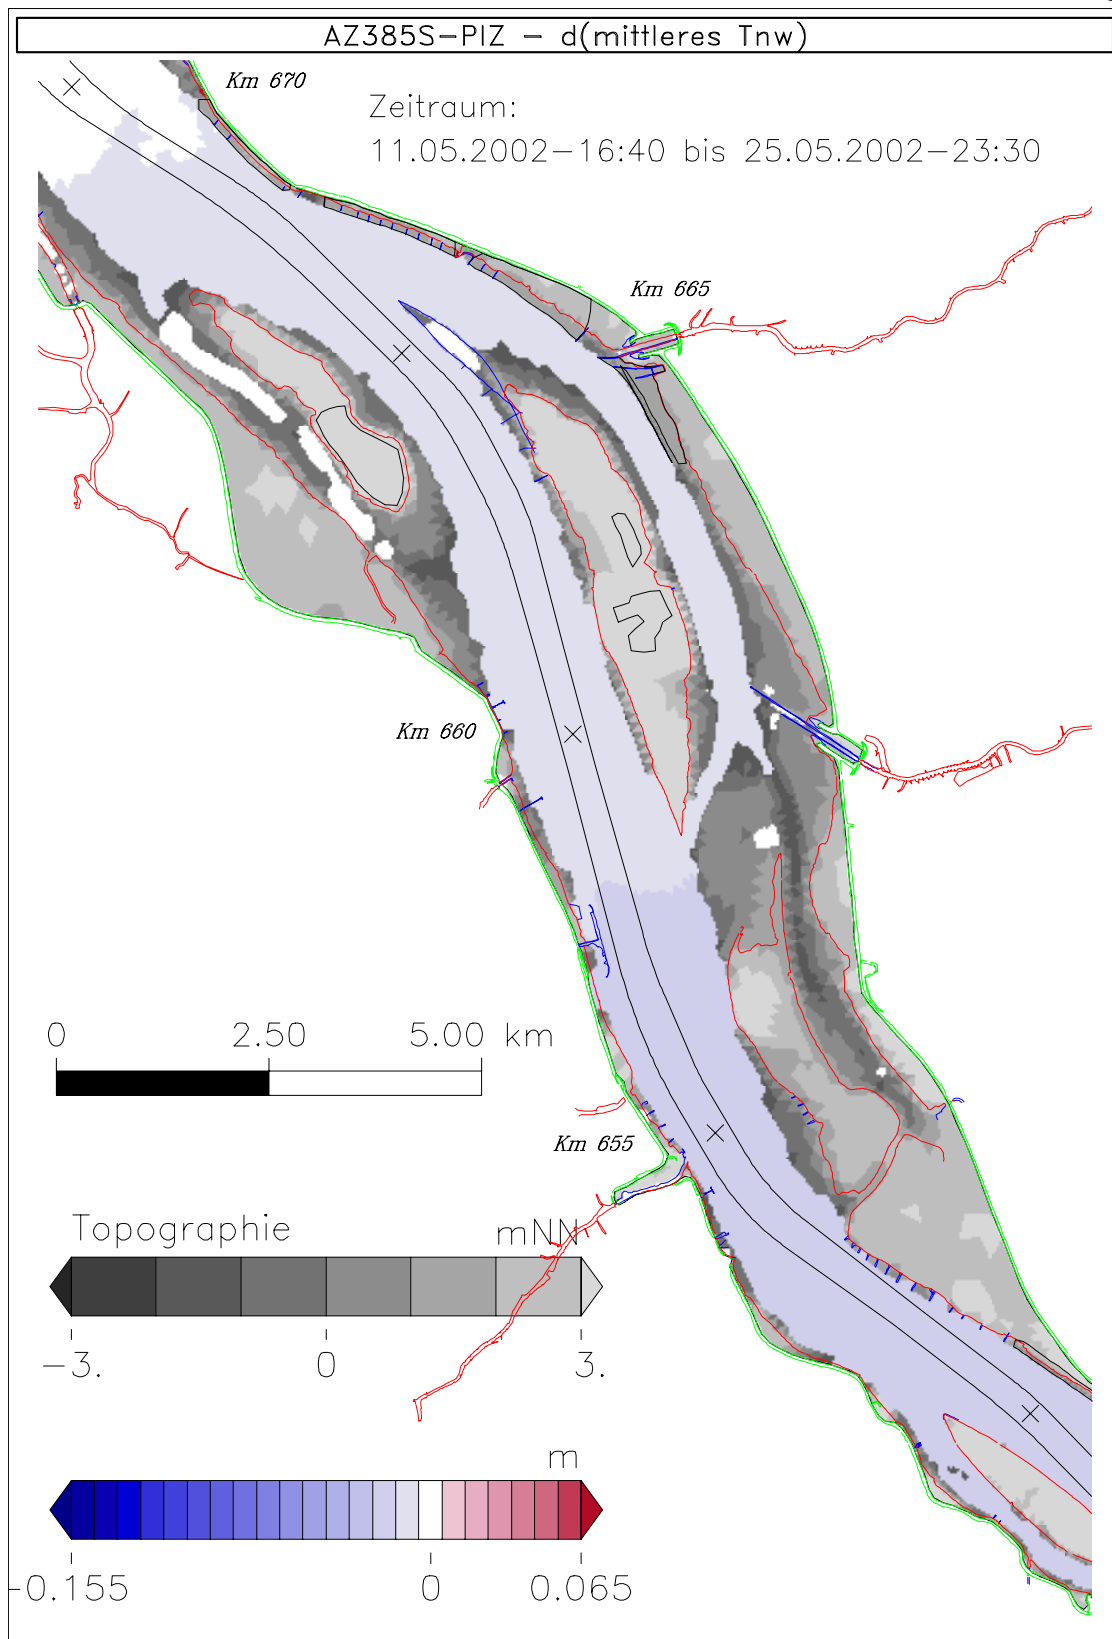 AZ385S-PIZ - d(mittleres Tnw)
Km 670
Zeitraum:
11.05.2002-16:40 bis 25.05.2002-23:30
Km 665
Km 660
0 2.50 5.00 km
Km 655
Topographie mNN
-3. 0 3.
m
-0.155 0 0.065